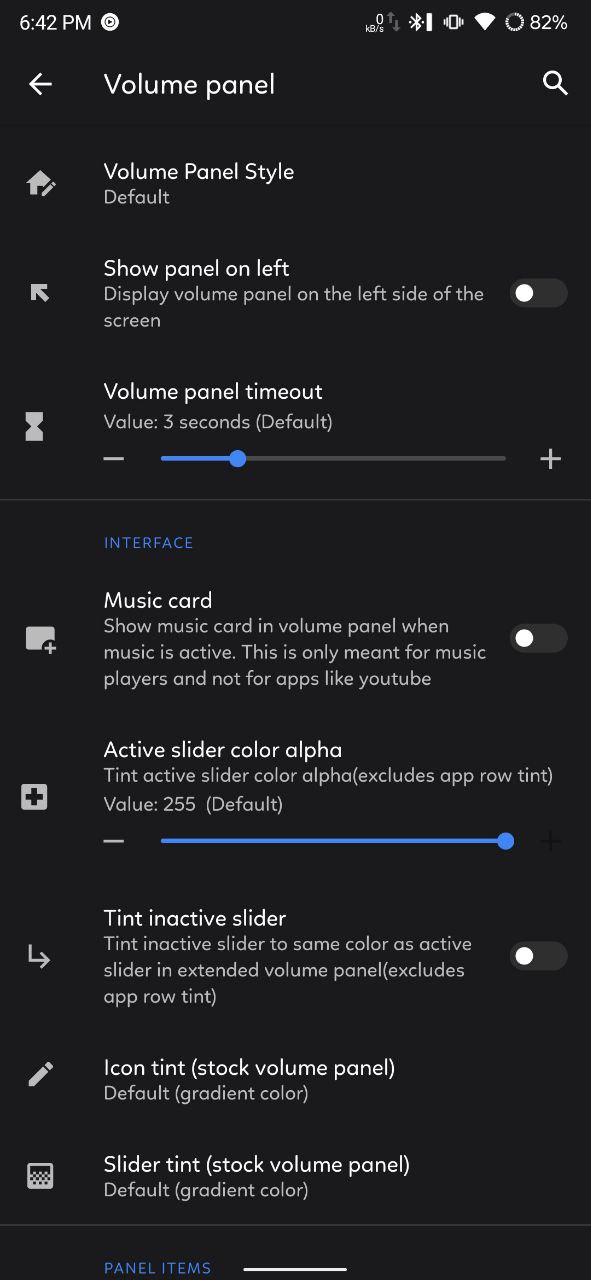 6:42 PM 0 kB/s 82%
Volume panel
Volume Panel Style
Default
Show panel on left
Display volume panel on the left side of the
screen
Volume panel timeout
Value: 3 seconds (Default)
INTERFACE
Music card
Show music card in volume panel when
music is active. This is only meant for music
players and not for apps like youtube
Active slider color alpha
Tint active slider color alpha(excludes app row tint)
Value: 255  (Default)
Tint inactive slider
Tint inactive slider to same color as active
slider in extended volume panel(excludes
app row tint)
Icon tint (stock volume panel)
Default (gradient color)
Slider tint (stock volume panel)
Default (gradient color)
PANEL ITEMS